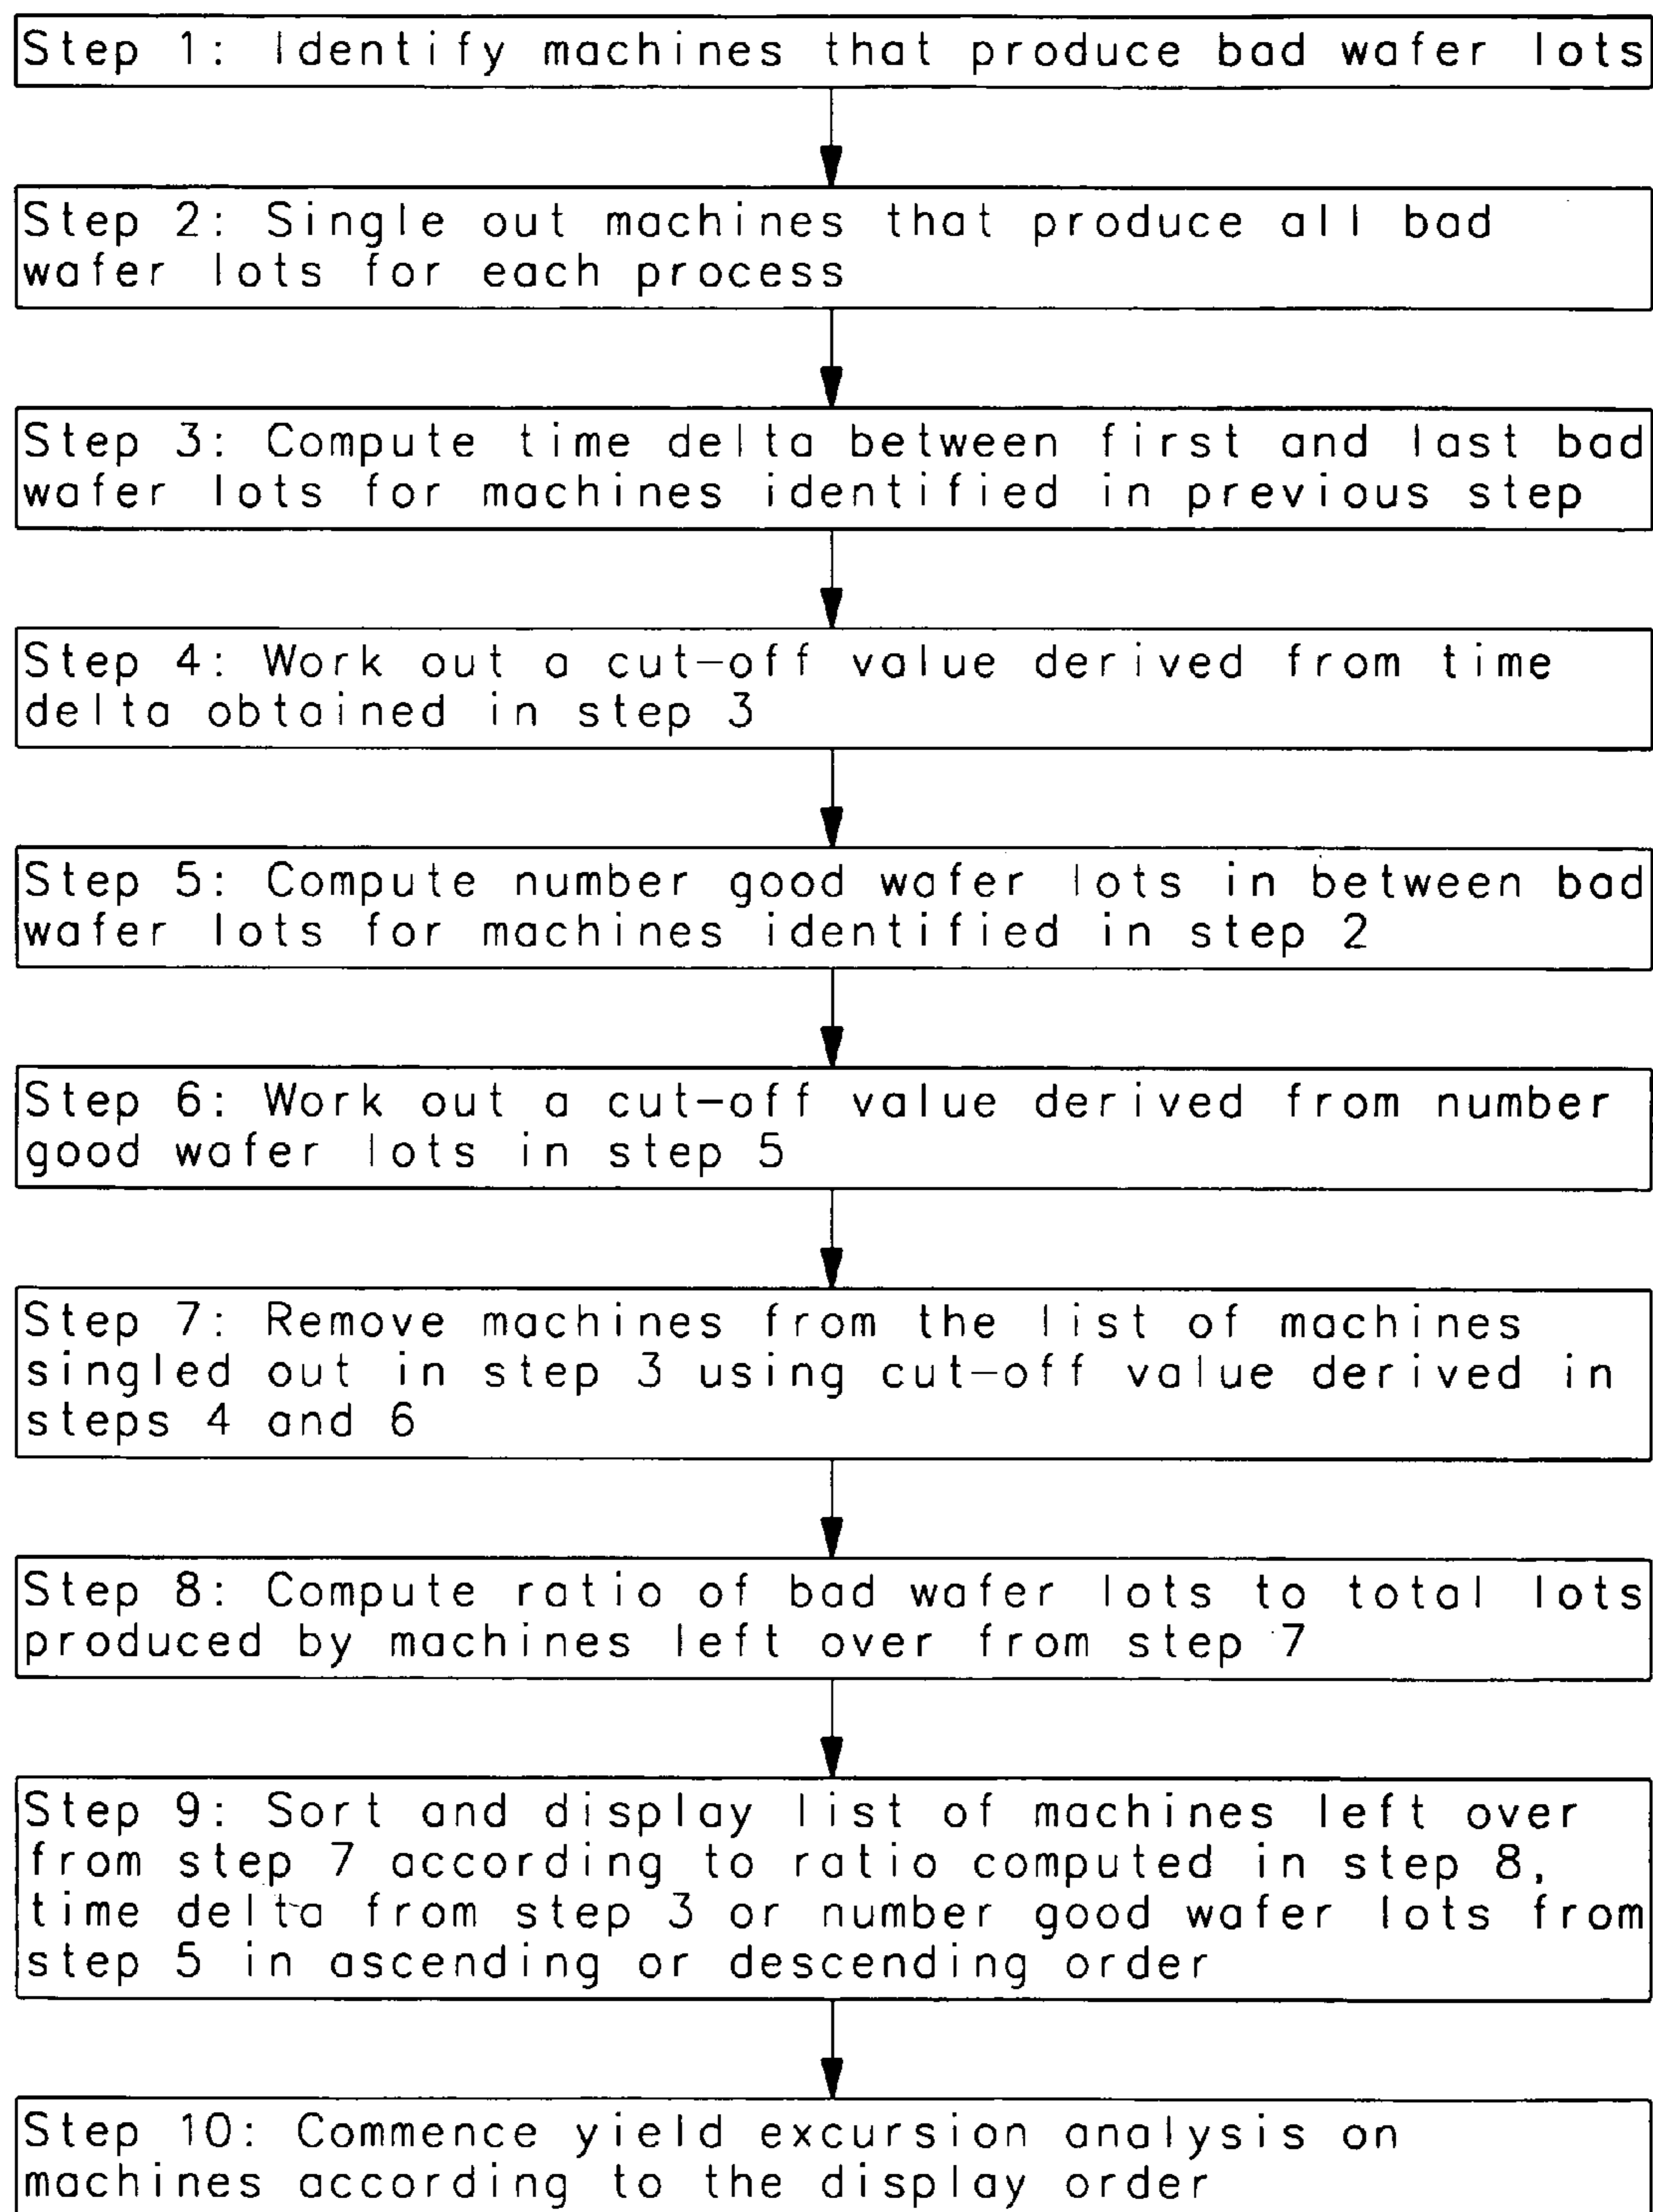 Step 1: Identify machines that produce bad wafer lots
Step 2: Single out machines that produce all bad
wafer lots for each process
Step 3: Compute time delta between first and last bad
wafer lots for machines identified in previous step
Step 4: Work out a cut-off value derived from time
delta obtained in step 3
Step 5: Compute number good wafer lots in between bad
wafer lots for machines identified in step 2
Step 6: Work out a cut-off value derived from number
good wafer lots in step 5
Step 7: Remove machines from the list of machines
singled out in step 3 using cut-off value derived in
steps 4 and 6
Step 8: Compute ratio of bad wafer lots to total lots
produced by machines left over from step 7
Step 9: Sort and display list of machines left over
from step 7 according to ratio computed in step 8,
time delta from step 3 or number good wafer lots from
step 5 in ascending or descending order
Step 10: Commence yield excursion analysis on
machines according to the display order